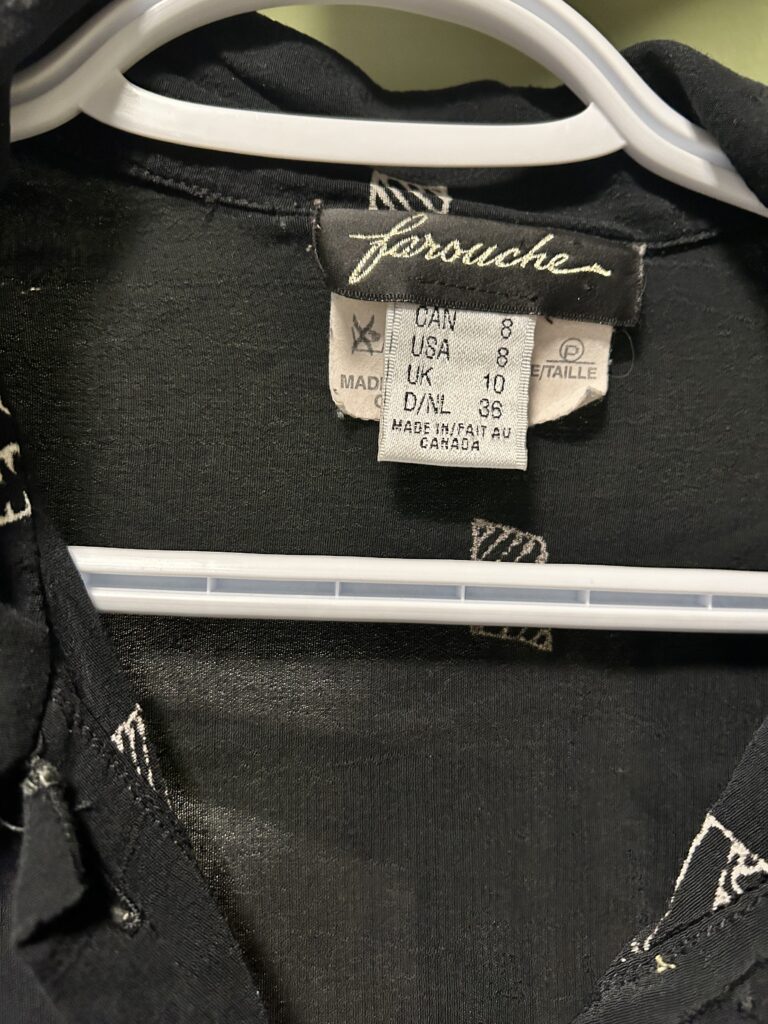 farouche
CAN 8
USA 8
UK 10
D/NL 36
MADE IN/FAIT AU
CANADA
MADE
P
E/TAILLE